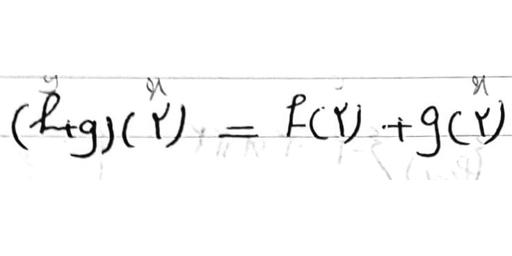 (f+g)(۲) = f(۲) + g(۲)